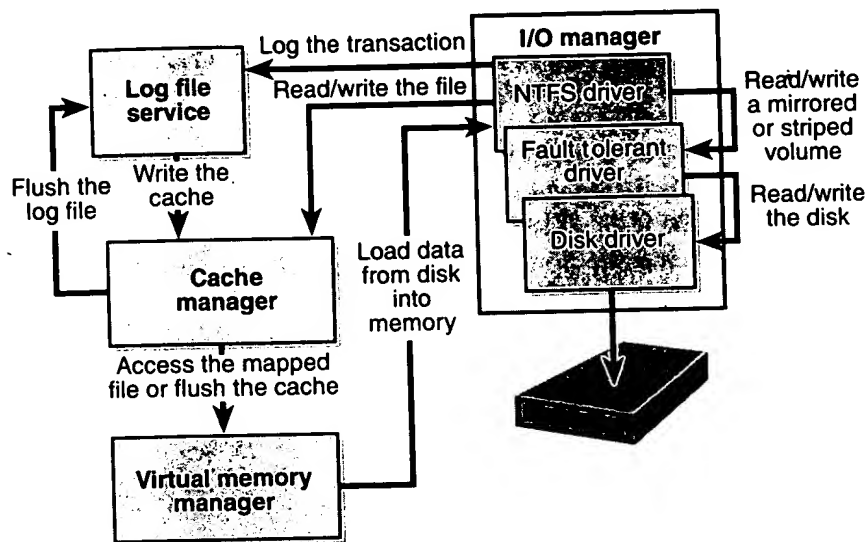 Log the transaction
Read/write the file
Log file
service
Flush the
log file
Write the
cache
Cache
manager
Access the mapped
file or flush the cache
Virtual memory
manager
Load data
from disk
into
memory
I/O manager
NTFS driver
Fault tolerant
driver
Disk driver
Read/write
a mirrored
or striped
volume
Read/write
the disk